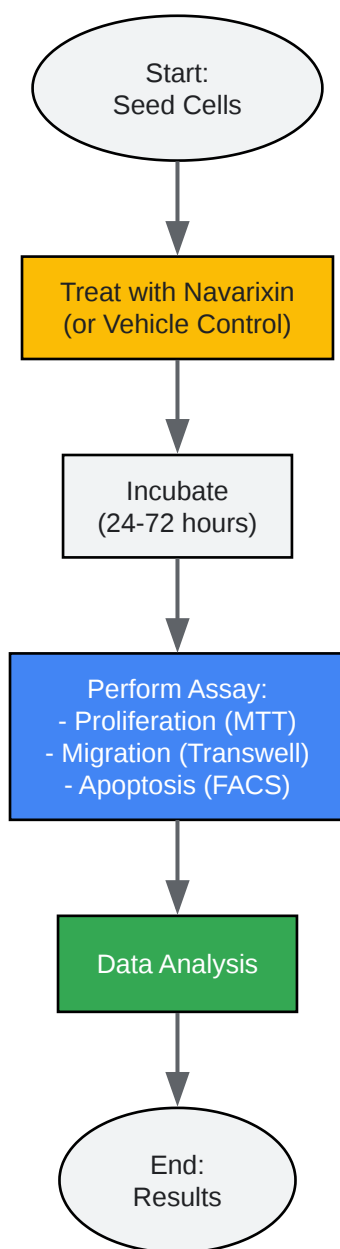 Start:
Seed Cells
Treat with Navarixin
(or Vehicle Control)
Incubate
(24-72 hours)
Perform Assay:
- Proliferation (MTT)
- Migration (Transwell)
- Apoptosis (FACS)
Data Analysis
End:
Results